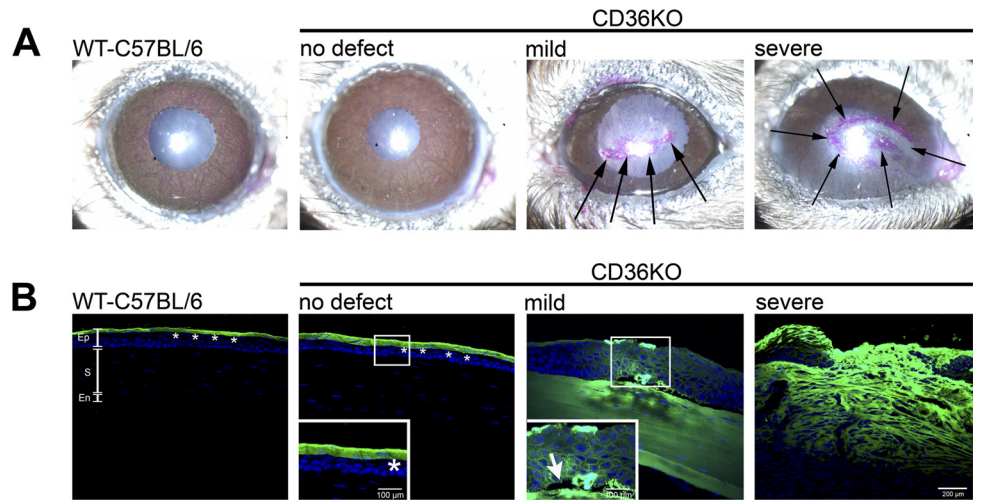 A
CD36KO
WT-C57BL/6 no defect mild severe
B
CD36KO
WT-C57BL/6 no defect mild severe
Ep * * * *
S
En
* * * *
*
100 µm
100 µm
200 µm